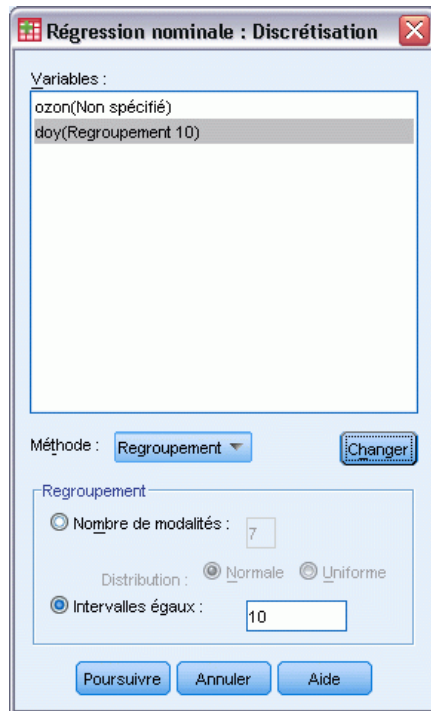 Régression nominale : Discrétisation
Variables :
ozon(Non spécifié)
doy(Regroupement 10)
Méthode : Regroupement Changer
Regroupement
Nombre de modalités : 7
Distribution : Normale Uniforme
Intervalles égaux : 10
Poursuivre Annuler Aide